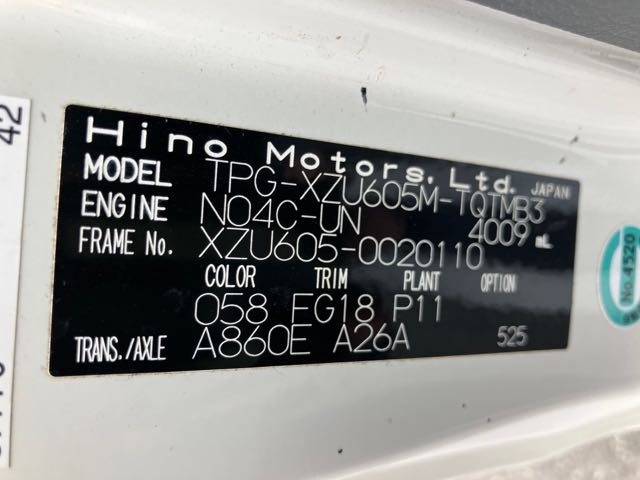 Hino Motors, Ltd. JAPAN
MODEL TPG-XZU605M-TQTMB3
ENGINE N04C-UN 4009 mL
FRAME No. XZU605-0020110
COLOR TRIM PLANT OPTION
058 FG18 P11
TRANS./AXLE A860E A26A 525
42
No.4520